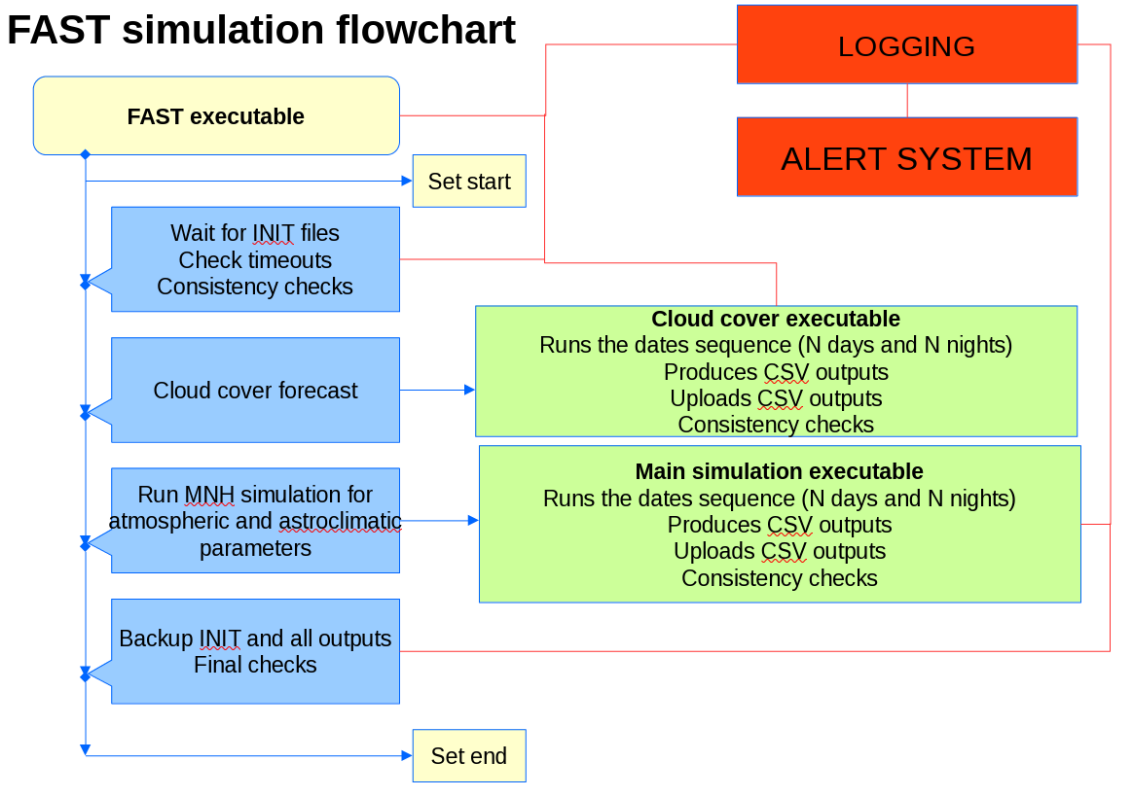 FAST simulation flowchart
LOGGING
FAST executable
ALERT SYSTEM
Set start
Wait for INIT files
Check timeouts
Consistency checks
Cloud cover forecast
Cloud cover executable
Runs the dates sequence (N days and N nights)
Produces CSV outputs
Uploads CSV outputs
Consistency checks
Run MNH simulation for
atmospheric and astroclimatic
parameters
Main simulation executable
Runs the dates sequence (N days and N nights)
Produces CSV outputs
Uploads CSV outputs
Consistency checks
Backup INIT and all outputs
Final checks
Set end